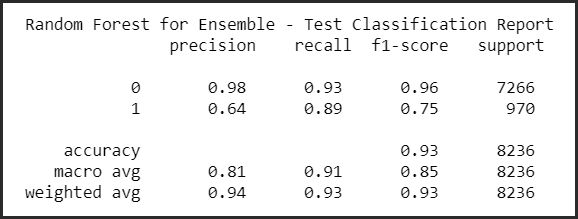 Random Forest for Ensemble - Test Classification Report
precision recall f1-score support
0 0.98 0.93 0.96 7266
1 0.64 0.89 0.75 970
accuracy 0.93 8236
macro avg 0.81 0.91 0.85 8236
weighted avg 0.94 0.93 0.93 8236